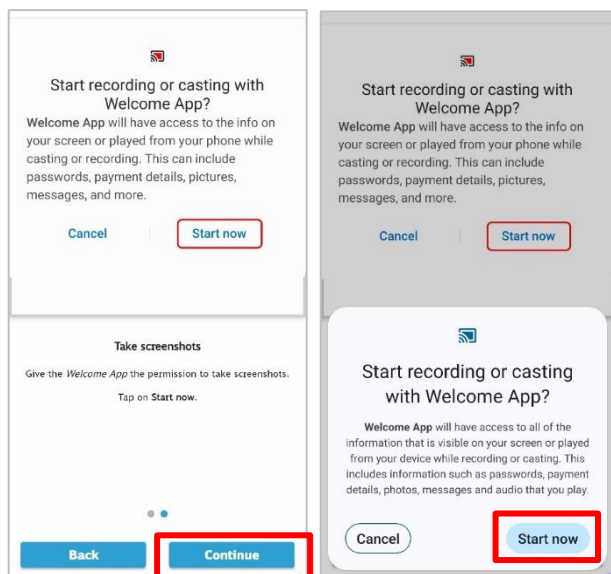 Start recording or casting with
Welcome App?
Welcome App will have access to the info on
your screen or played from your phone while
casting or recording. This can include
passwords, payment details, pictures,
messages, and more.
Cancel
Start now
Take screenshots
Give the Welcome App the permission to take screenshots.
Tap on Start now.
Back
Continue
Start recording or casting with
Welcome App?
Welcome App will have access to the info on
your screen or played from your phone while
casting or recording. This can include
passwords, payment details, pictures,
messages, and more.
Cancel
Start now
Start recording or casting
with Welcome App?
Welcome App will have access to all of the
information that is visible on your screen or played
from your device while recording or casting. This
includes information such as passwords, payment
details, photos, messages and audio that you play.
Cancel
Start now